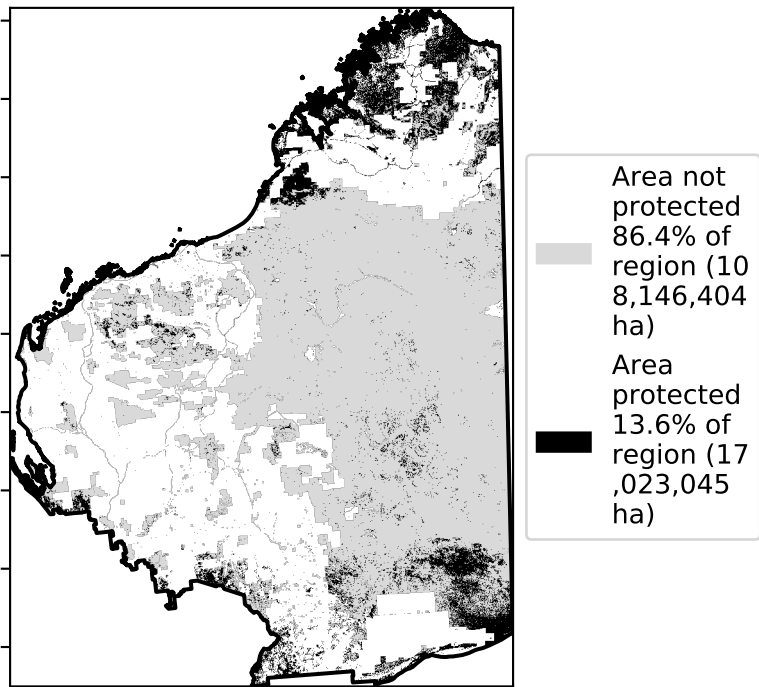 Area not
protected
86.4% of
region (10
8,146,404
ha)
Area
protected
13.6% of
region (17
,023,045
ha)